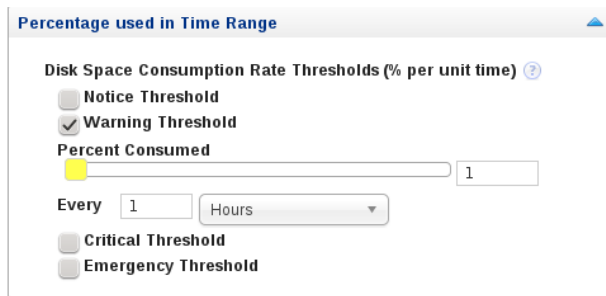 Percentage used in Time Range
Disk Space Consumption Rate Thresholds (% per unit time) ?
Notice Threshold
Warning Threshold
Percent Consumed
1
Every 1 Hours
Critical Threshold
Emergency Threshold